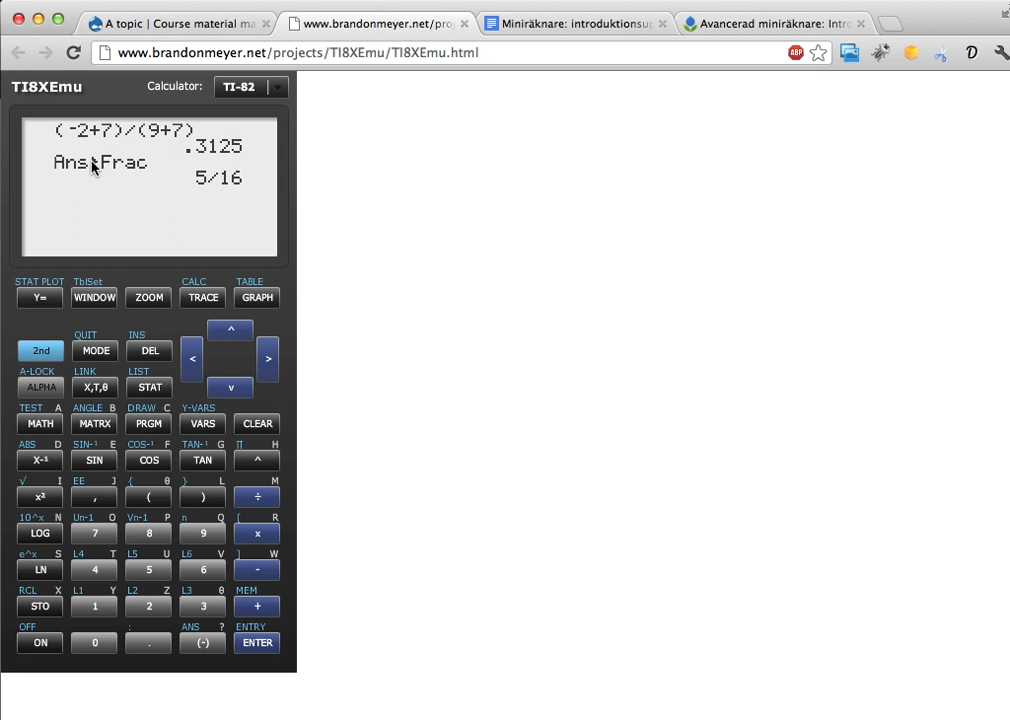 A topic | Course material ma
www.brandonmeyer.net/proj
Miniräknare: introduktionsup
Avancerad miniräknare: Intro
www.brandonmeyer.net/projects/TI8XEmu/TI8XEmu.html
ABP
D
TI8XEmu
Calculator:
TI-82
(-2+7)/(9+7)
.3125
Ans▸Frac
5/16
STAT PLOT TblSet CALC TABLE
Y= WINDOW ZOOM TRACE GRAPH
^
QUIT INS
2nd MODE DEL < >
A-LOCK LINK LIST
ALPHA X,T,θ STAT v
TEST A ANGLE B DRAW C Y-VARS
MATH MATRX PRGM VARS CLEAR
ABS D SIN-¹ E COS-¹ F TAN-¹ G Π H
X-¹ SIN COS TAN ^
√ I EE J { θ } L M
x² , ( ) ÷
10^x N Un-1 O Vn-1 P n Q [ R
LOG 7 8 9 x
e^x S L4 T L5 U L6 V ] W
LN 4 5 6 -
RCL X L1 Y L2 Z L3 θ MEM
STO 1 2 3 +
OFF : ANS ? ENTRY
ON 0 . (-) ENTER